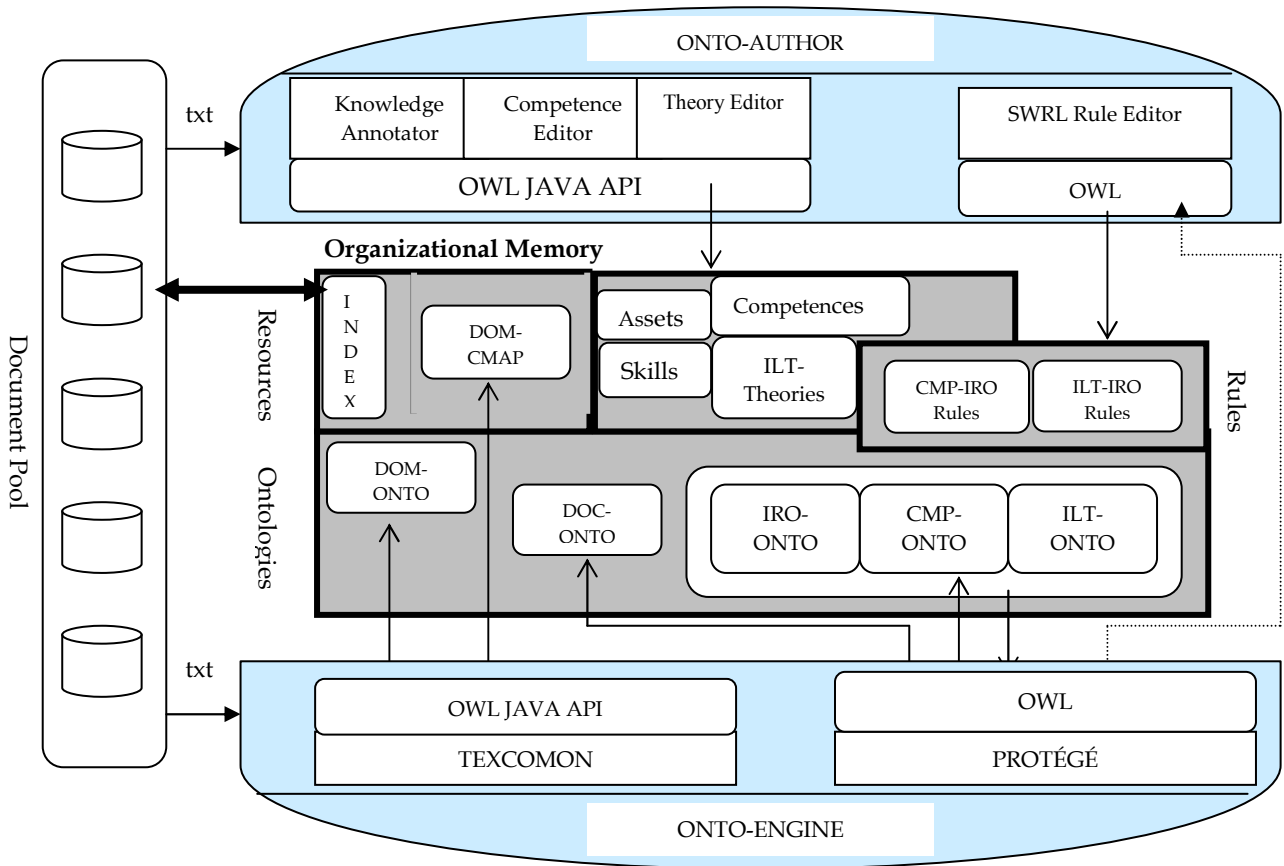 ONTO-AUTHOR
txt
Knowledge
Annotator
Competence
Editor
Theory Editor
SWRL Rule Editor
OWL JAVA API
OWL
Organizational Memory
Document Pool
Resources
I
N
D
E
X
DOM-
CMAP
Assets
Competences
Skills
ILT-
Theories
CMP-IRO
Rules
ILT-IRO
Rules
Rules
Ontologies
DOM-
ONTO
DOC-
ONTO
IRO-
ONTO
CMP-
ONTO
ILT-
ONTO
txt
OWL JAVA API
OWL
TEXCOMON
PROTÉGÉ
ONTO-ENGINE